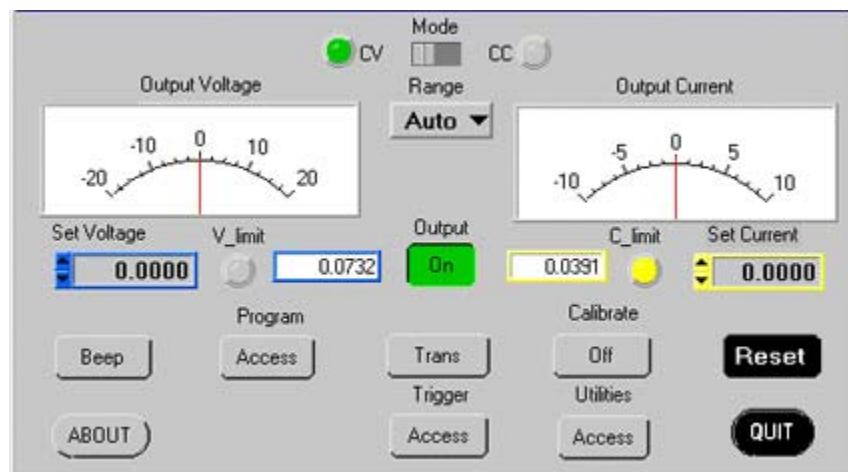 Mode
CV CC
Output Voltage Range Output Current
Auto
-20 -10 0 10 20
-10 -5 0 5 10
Set Voltage V_limit Output C_limit Set Current
0.0000 0.0732 On 0.0391 0.0000
Program Calibrate
Beep Access Trans Off Reset
Trigger Utilities
ABOUT Access Access QUIT